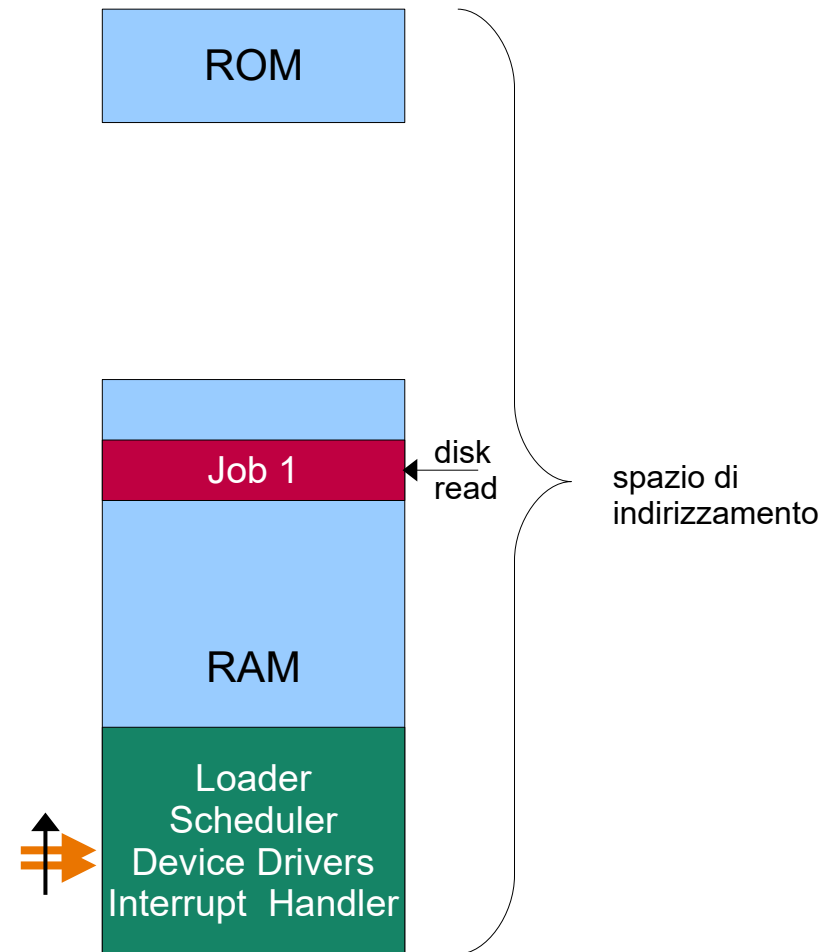 ROM
Job 1
disk
read
spazio di
indirizzamento
RAM
Loader
Scheduler
Device Drivers
Interrupt Handler